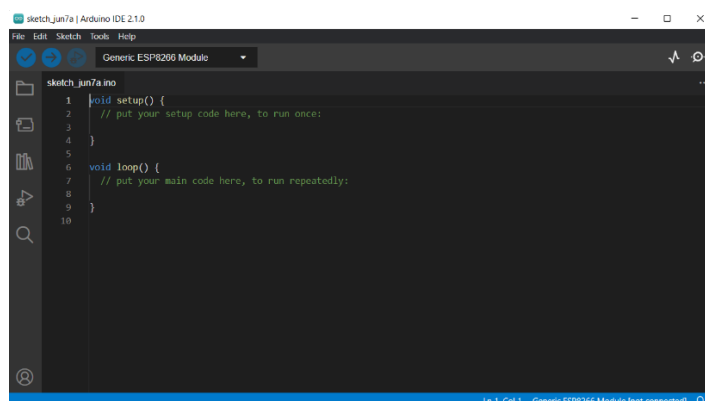 sketch_jun7a | Arduino IDE 2.1.0
File Edit Sketch Tools Help
Generic ESP8266 Module
sketch_jun7a.ino
1 void setup() {
2 // put your setup code here, to run once:
3
4 }
5
6 void loop() {
7 // put your main code here, to run repeatedly:
8
9 }
10
Ln 1, Col 1 Generic ESP8266 Module [not connected]